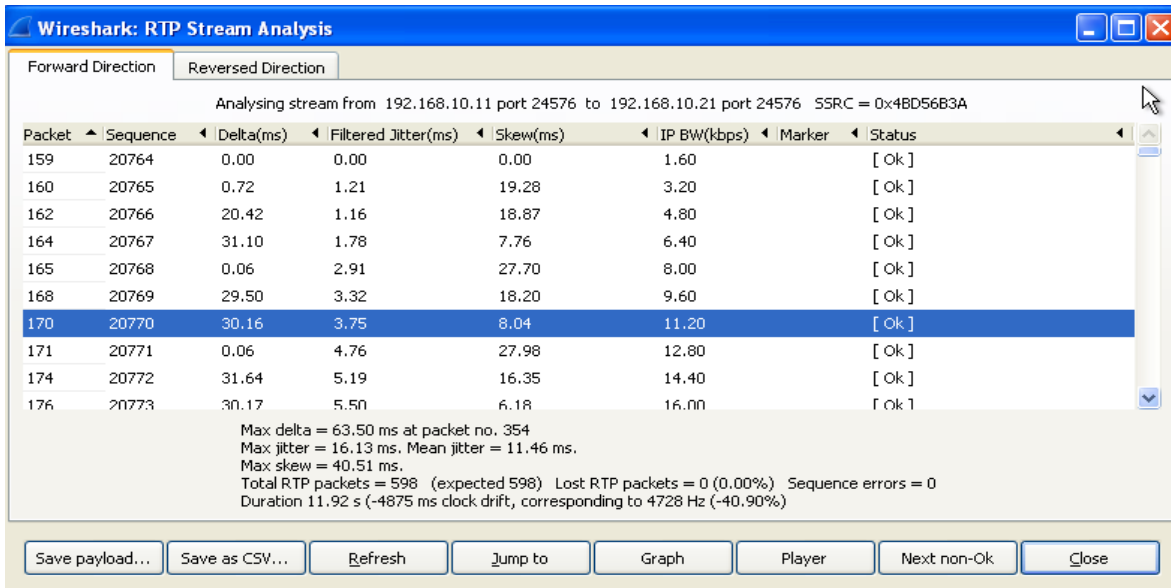 Wireshark: RTP Stream Analysis
Forward Direction Reversed Direction
Analysing stream from 192.168.10.11 port 24576 to 192.168.10.21 port 24576 SSRC = 0x4BD56B3A
Packet Sequence Delta(ms) Filtered Jitter(ms) Skew(ms) IP BW(kbps) Marker Status
159 20764 0.00 0.00 0.00 1.60 [ Ok ]
160 20765 0.72 1.21 19.28 3.20 [ Ok ]
162 20766 20.42 1.16 18.87 4.80 [ Ok ]
164 20767 31.10 1.78 7.76 6.40 [ Ok ]
165 20768 0.06 2.91 27.70 8.00 [ Ok ]
168 20769 29.50 3.32 18.20 9.60 [ Ok ]
170 20770 30.16 3.75 8.04 11.20 [ Ok ]
171 20771 0.06 4.76 27.98 12.80 [ Ok ]
174 20772 31.64 5.19 16.35 14.40 [ Ok ]
176 20773 30.17 5.50 6.18 16.00 [ Ok ]
Max delta = 63.50 ms at packet no. 354
Max jitter = 16.13 ms. Mean jitter = 11.46 ms.
Max skew = 40.51 ms.
Total RTP packets = 598 (expected 598) Lost RTP packets = 0 (0.00%) Sequence errors = 0
Duration 11.92 s (-4875 ms clock drift, corresponding to 4728 Hz (-40.90%)
Save payload... Save as CSV... Refresh Jump to Graph Player Next non-Ok Close